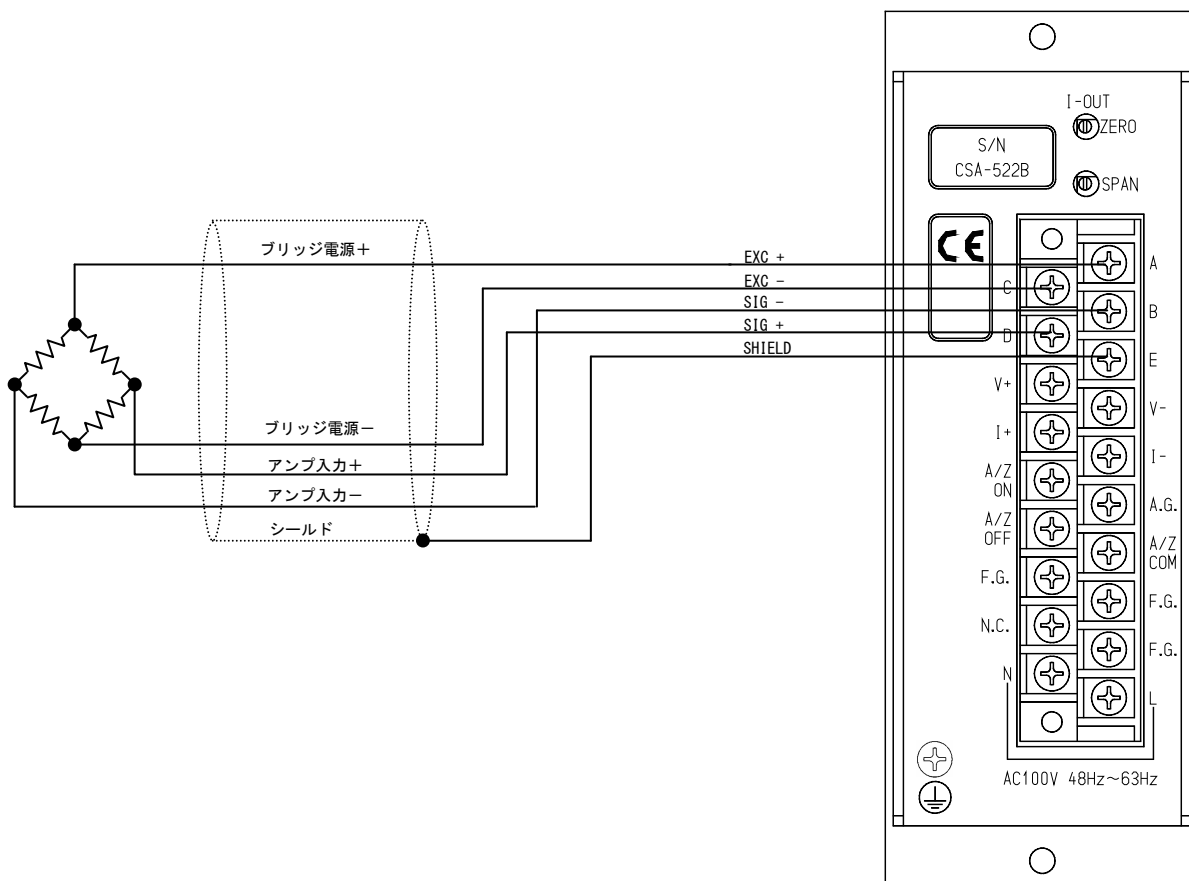 I-OUT
ZERO
S/N
CSA-522B
SPAN
CE
ブリッジ電源+
EXC +
A
EXC -
C
SIG -
B
SIG +
D
SHIELD
E
V+
V-
ブリッジ電源-
I+
I-
アンプ入力+
A/Z
ON
アンプ入力-
A.G.
シールド
A/Z
OFF
A/Z
COM
F.G.
F.G.
N.C.
F.G.
N
L
AC100V 48Hz~63Hz